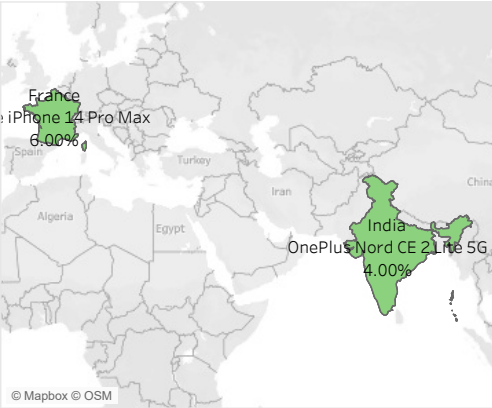 France
e iPhone 14 Pro Max
6.00%
Spain
Turkey
Iran
China
Algeria
Egypt
India
OnePlus Nord CE 2 Lite 5G
4.00%
© Mapbox © OSM